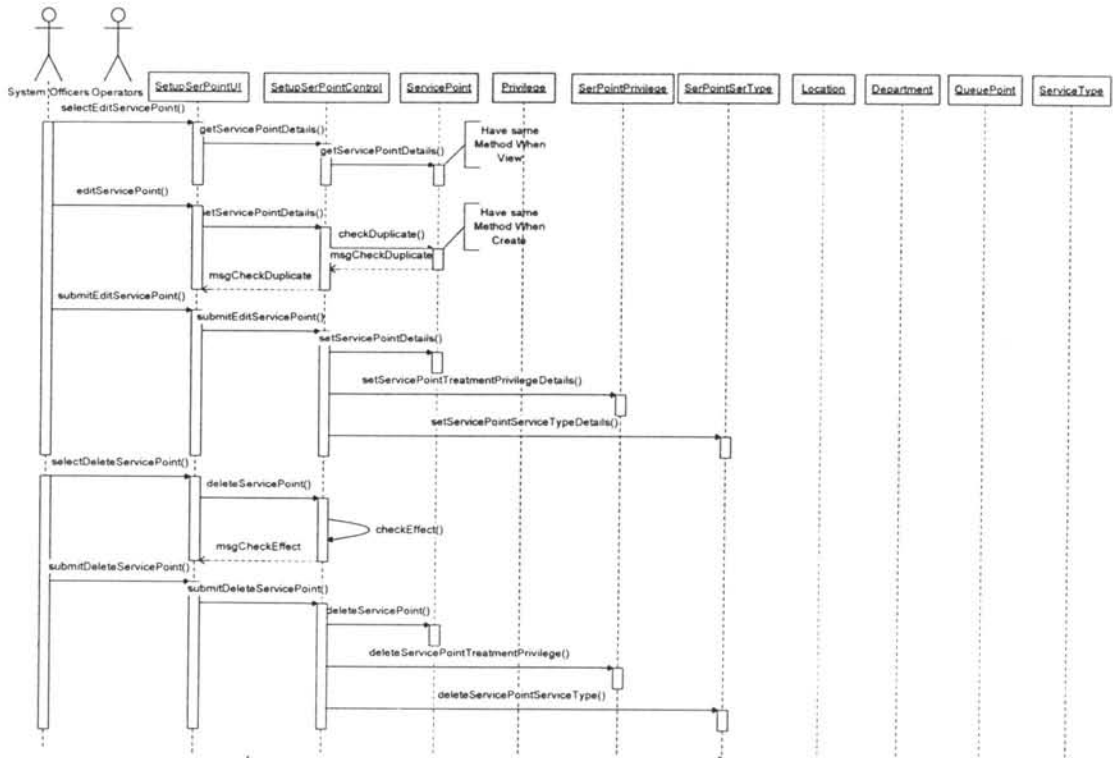 System Officers Operators
SetupSerPointUI
SetupSerPointControl
ServicePoint
Privilege
SerPointPrivilege
SerPointSerType
Location
Department
QueuePoint
ServiceType
selectEditServicePoint()
getServicePointDetails()
getServicePointDetails()
Have same
Method When
View
editServicePoint()
setServicePointDetails()
checkDuplicate()
Have same
Method When
Create
msgCheckDuplicate
msgCheckDuplicate
submitEditServicePoint()
submitEditServicePoint()
setServicePointDetails()
setServicePointTreatmentPrivilegeDetails()
setServicePointServiceTypeDetails()
selectDeleteServicePoint()
deleteServicePoint()
checkEffect()
msgCheckEffect
submitDeleteServicePoint()
submitDeleteServicePoint()
deleteServicePoint()
deleteServicePointTreatmentPrivilege()
deleteServicePointServiceType()